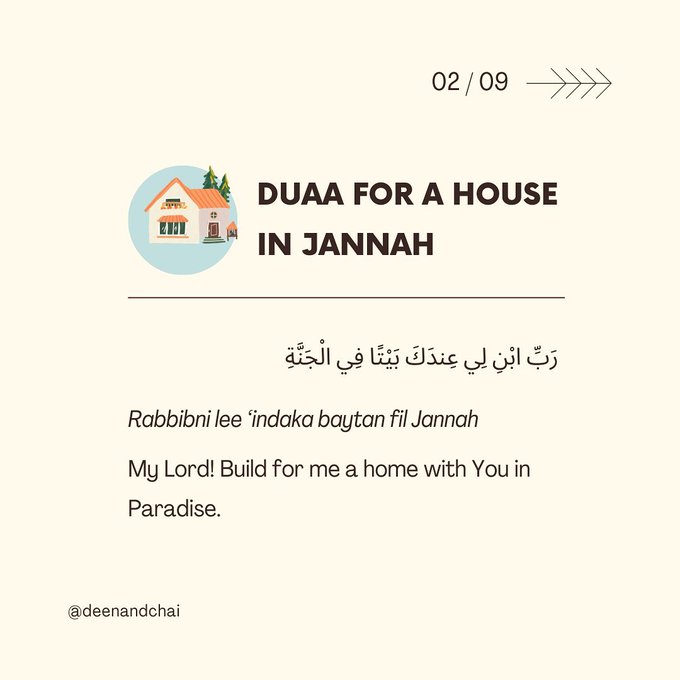 02 / 09
DUAA FOR A HOUSE
IN JANNAH
رَبِّ ابْنِ لِي عِندَكَ بَيْتًا فِي الْجَنَّةِ
Rabbibni lee ‘indaka baytan fil Jannah
My Lord! Build for me a home with You in
Paradise.
@deenandchai